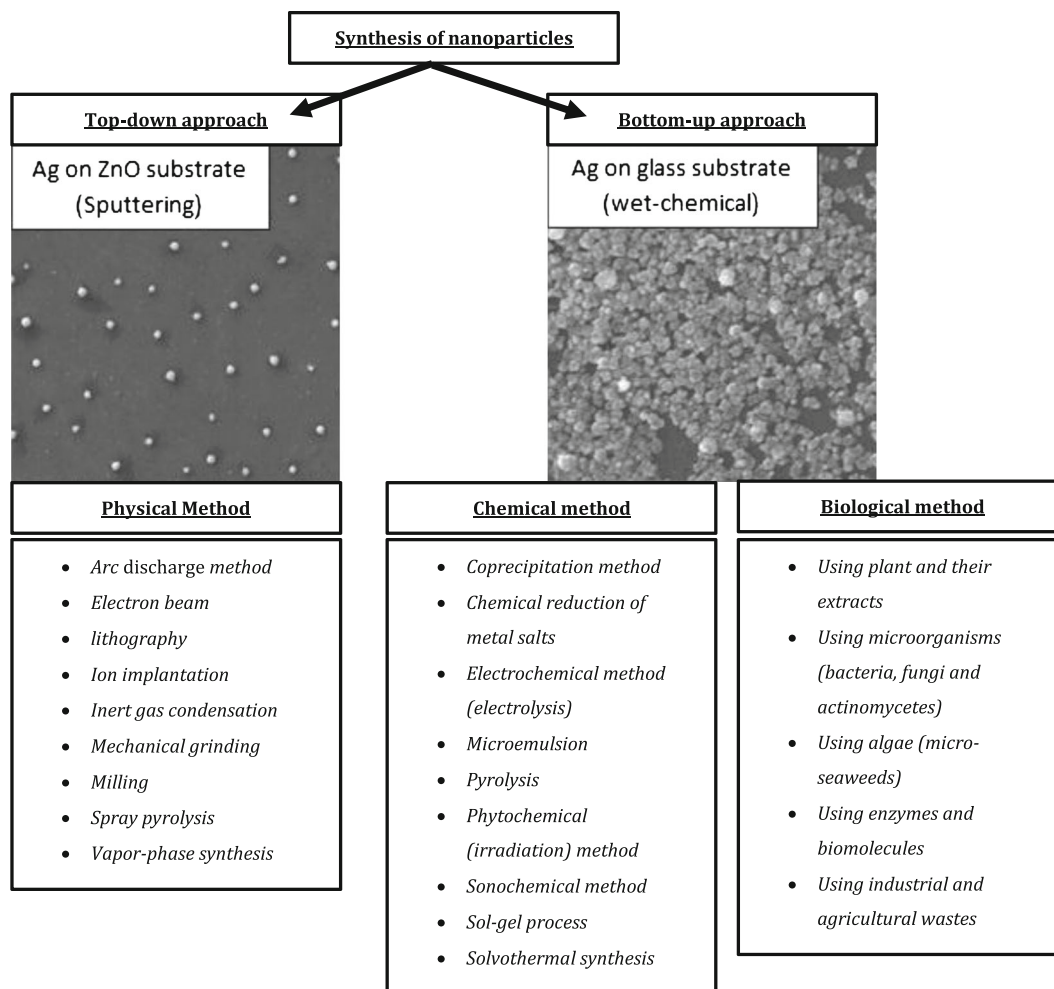 Synthesis of nanoparticles
Top-down approach
Ag on ZnO substrate
(Sputtering)
Physical Method
• Arc discharge method
• Electron beam
• lithography
• Ion implantation
• Inert gas condensation
• Mechanical grinding
• Milling
• Spray pyrolysis
• Vapor-phase synthesis
Bottom-up approach
Ag on glass substrate
(wet-chemical)
Chemical method
• Coprecipitation method
• Chemical reduction of
metal salts
• Electrochemical method
(electrolysis)
• Microemulsion
• Pyrolysis
• Phytochemical
(irradiation) method
• Sonochemical method
• Sol-gel process
• Solvothermal synthesis
Biological method
• Using plant and their
extracts
• Using microorganisms
(bacteria, fungi and
actinomycetes)
• Using algae (micro-
seaweeds)
• Using enzymes and
biomolecules
• Using industrial and
agricultural wastes